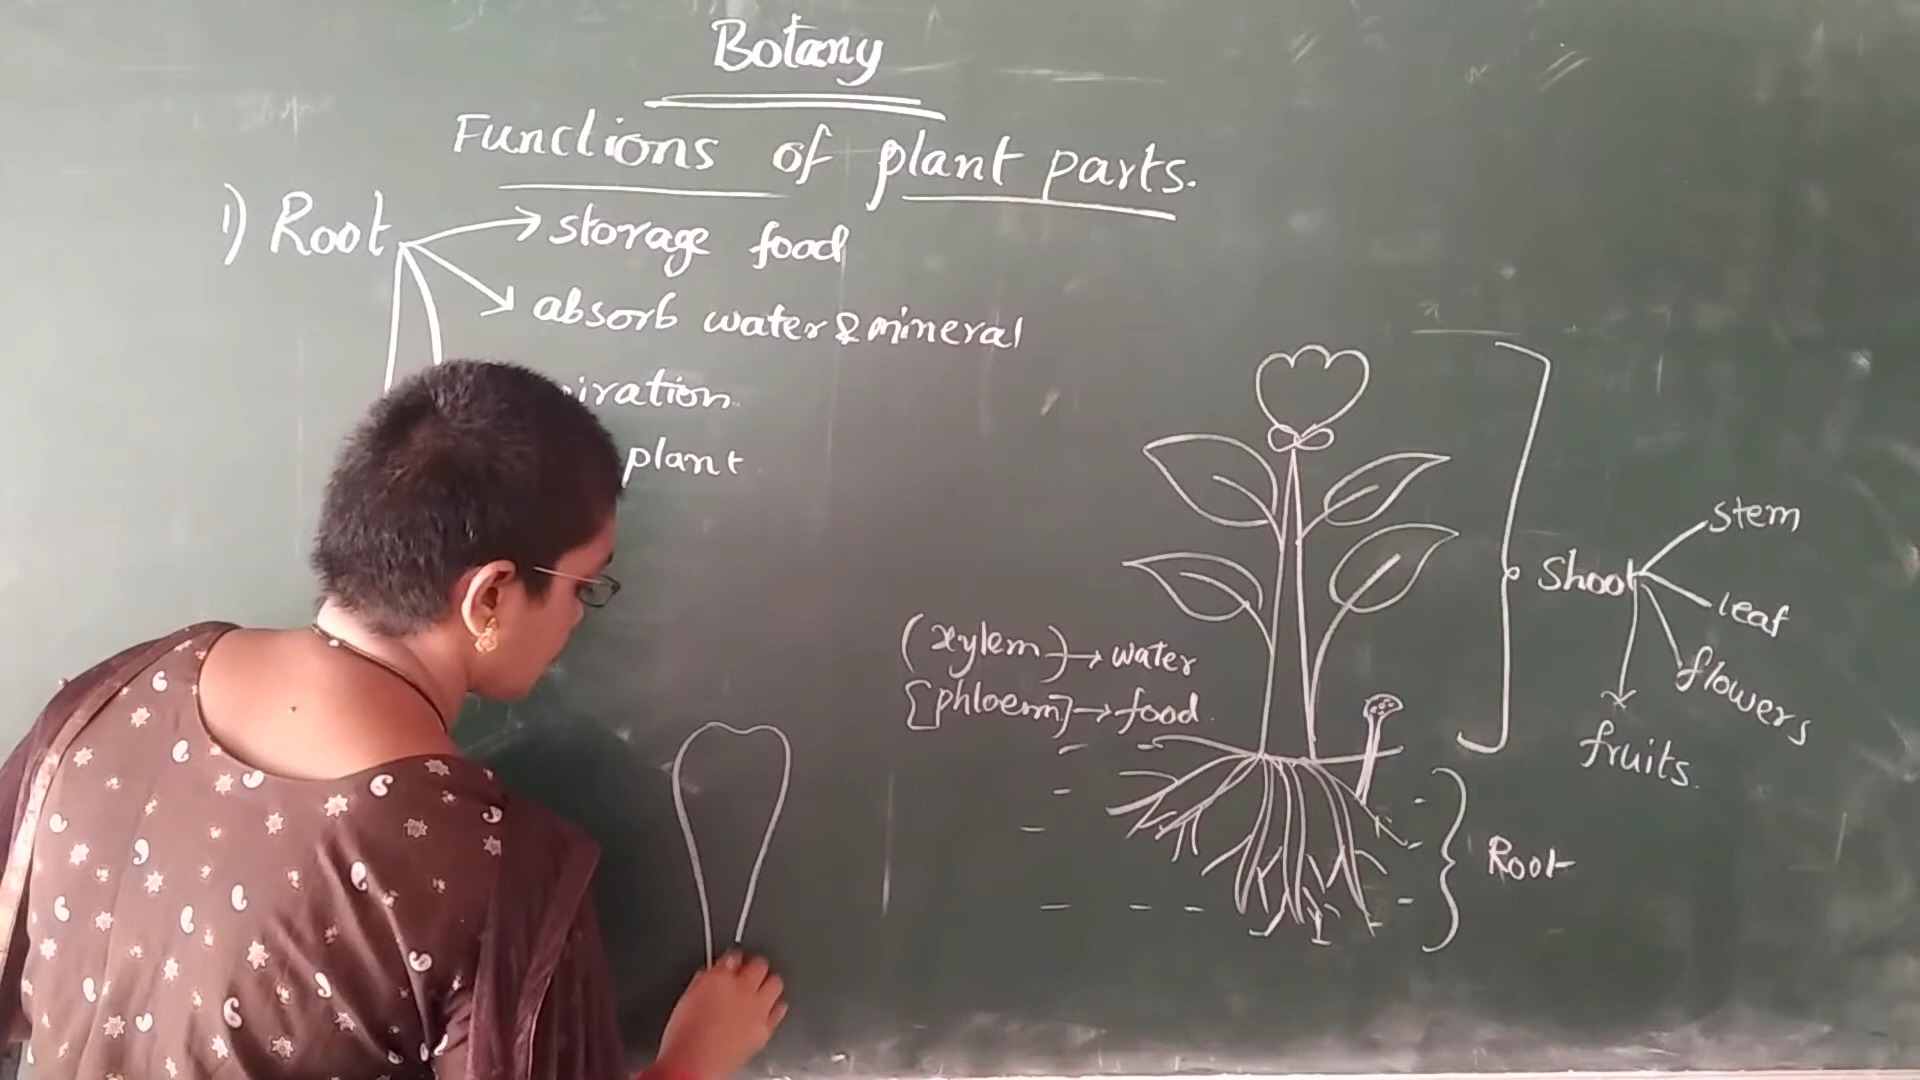 Botany
Functions of plant parts.
1) Root
storage food
absorb water & mineral
iration
plant
stem
Shoot
leaf
flowers
fruits.
(xylem) → water
[phloem] → food
Root